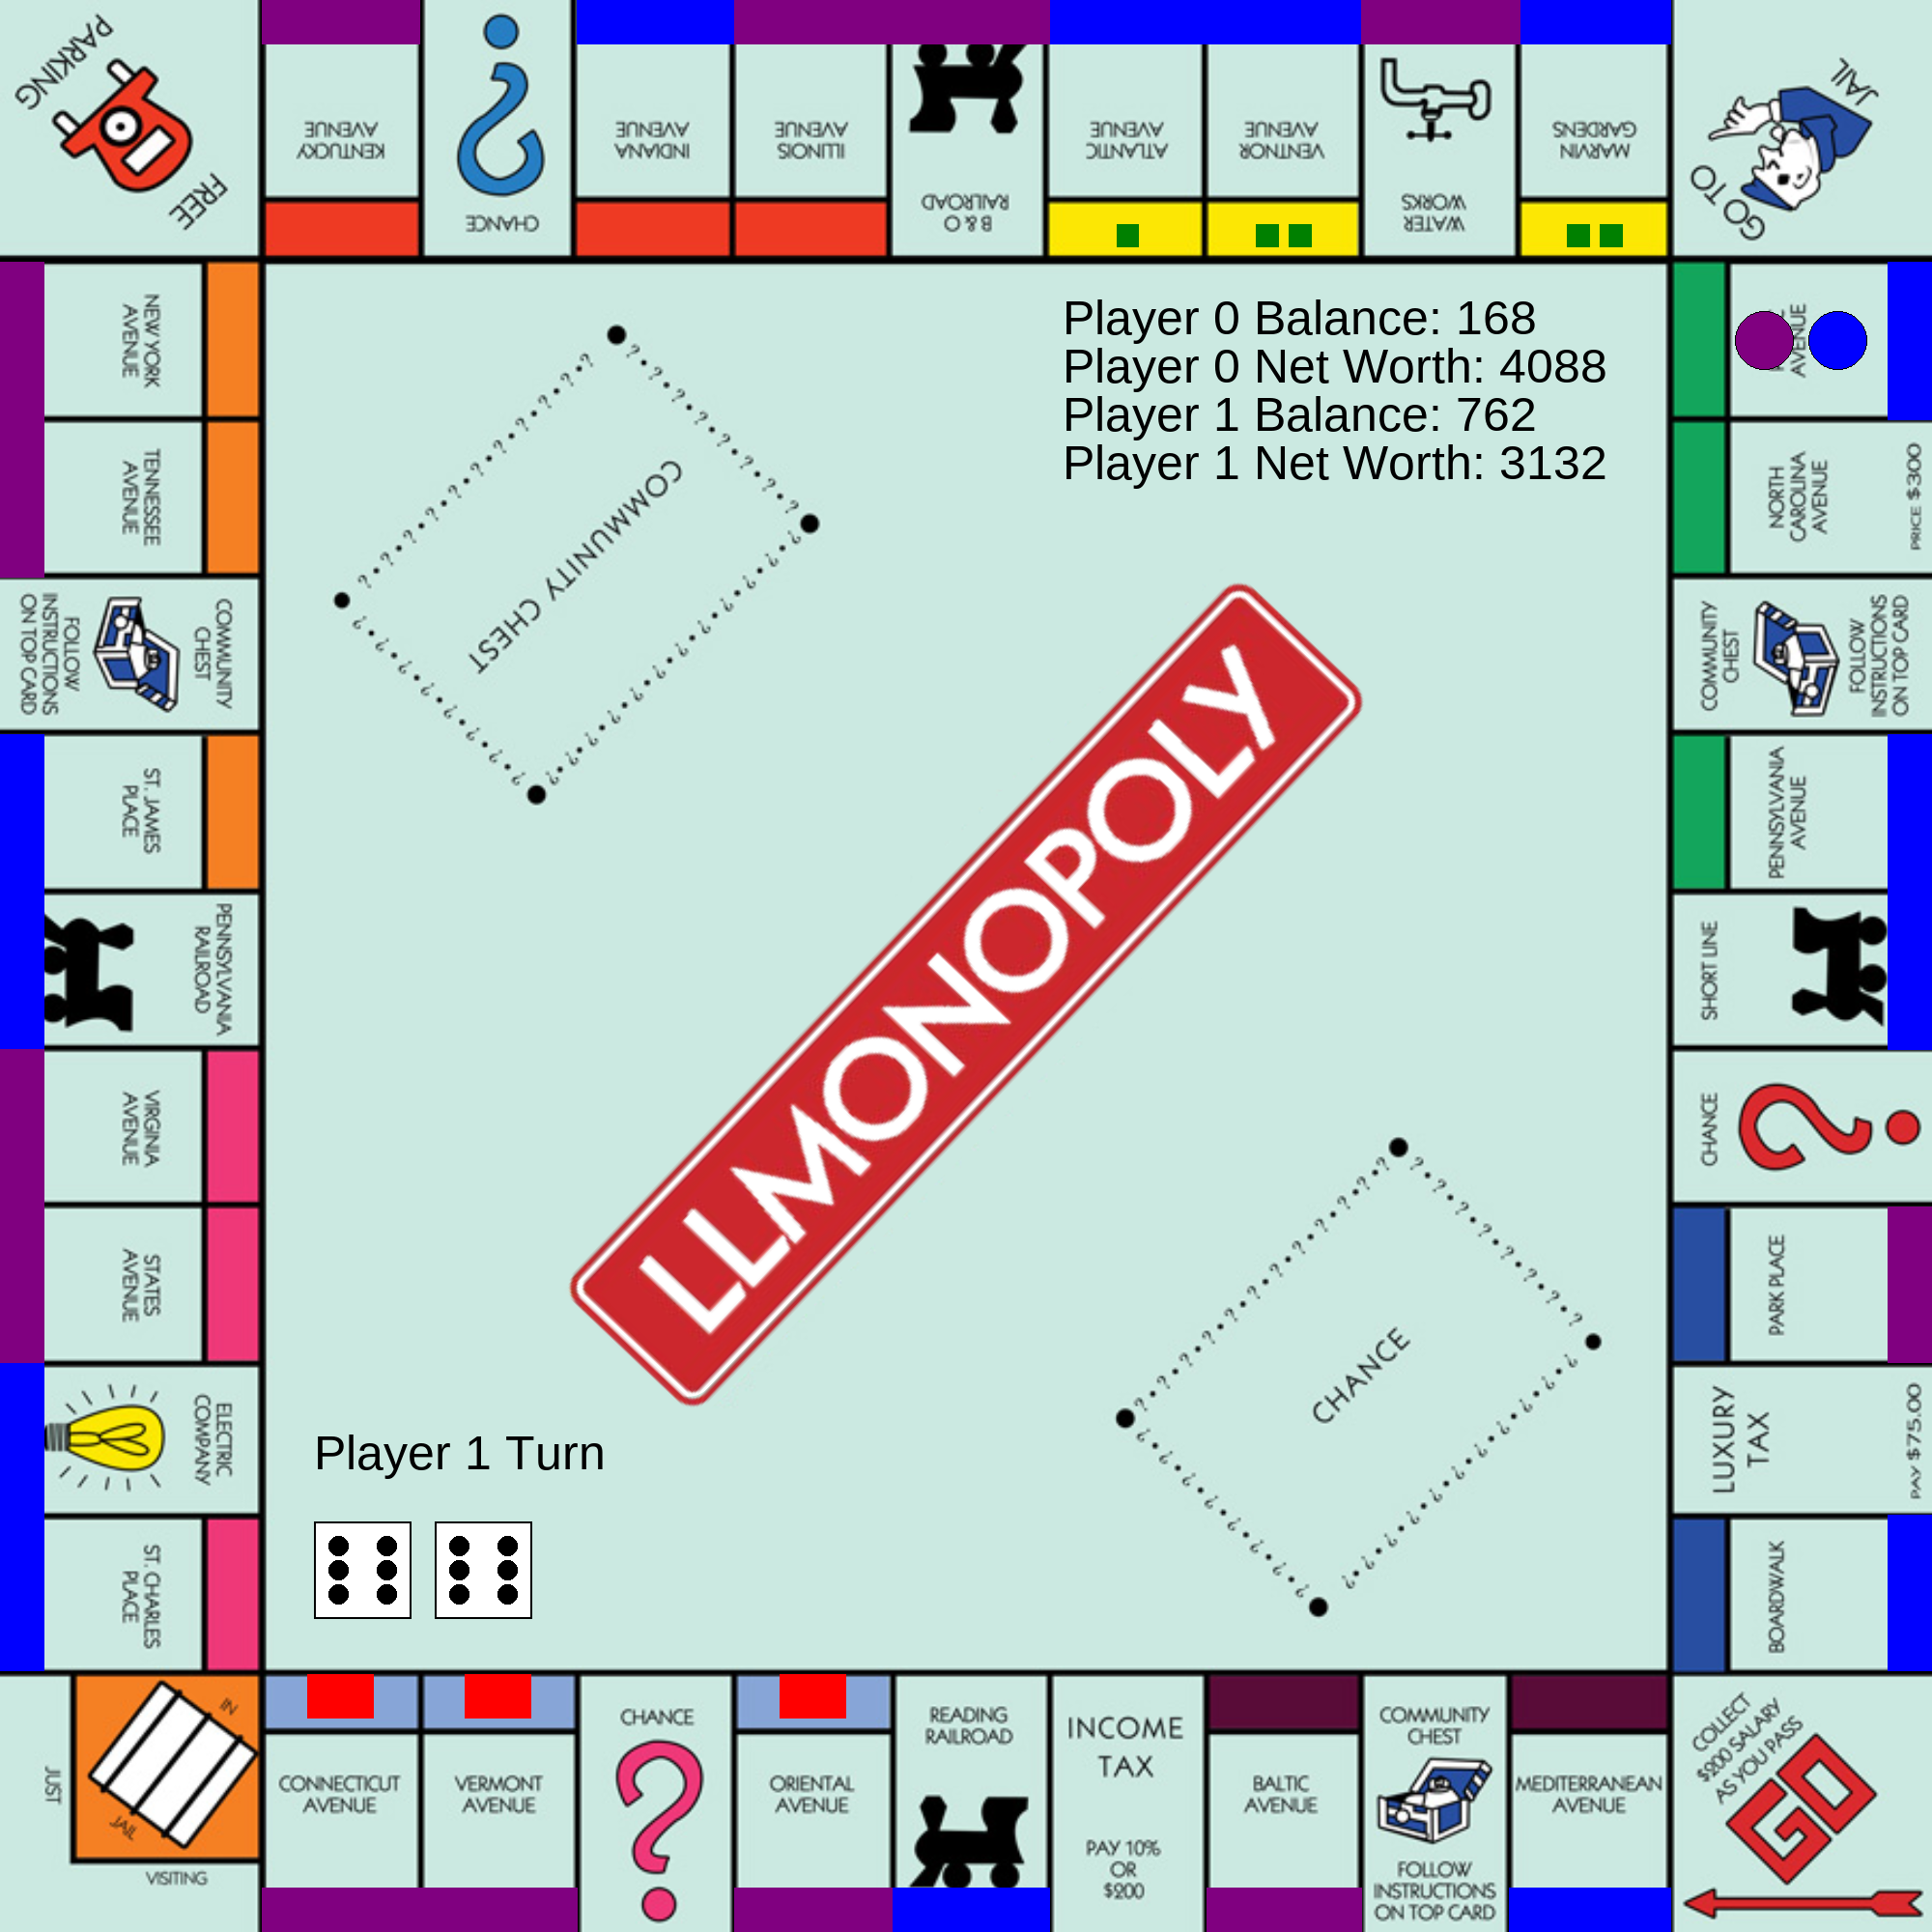 FREE
PARKING
KENTUCKY
AVENUE
CHANCE
INDIANA
AVENUE
ILLINOIS
AVENUE
B & O
RAILROAD
ATLANTIC
AVENUE
VENTNOR
AVENUE
WATER
WORKS
MARVIN
GARDENS
GO TO
JAIL
NEW YORK
AVENUE
TENNESSEE
AVENUE
COMMUNITY
CHEST
FOLLOW
INSTRUCTIONS
ON TOP CARD
ST. JAMES
PLACE
PENNSYLVANIA
RAILROAD
VIRGINIA
AVENUE
STATES
AVENUE
ELECTRIC
COMPANY
ST. CHARLES
PLACE
Player 0 Balance: 168
Player 0 Net Worth: 4088
Player 1 Balance: 762
Player 1 Net Worth: 3132
COMMUNITY CHEST
LLMONOPOLY
CHANCE
Player 1 Turn
AVENUE
NORTH
CAROLINA
AVENUE
PRICE $300
COMMUNITY
CHEST
FOLLOW
INSTRUCTIONS
ON TOP CARD
PENNSYLVANIA
AVENUE
SHORT LINE
CHANCE
PARK PLACE
LUXURY
TAX
PAY $75.00
BOARDWALK
JUST
VISITING
IN
JAIL
CONNECTICUT
AVENUE
VERMONT
AVENUE
CHANCE
ORIENTAL
AVENUE
READING
RAILROAD
INCOME
TAX
PAY 10%
OR
$200
BALTIC
AVENUE
COMMUNITY
CHEST
FOLLOW
INSTRUCTIONS
ON TOP CARD
MEDITERRANEAN
AVENUE
COLLECT
$200 SALARY
AS YOU PASS
GO